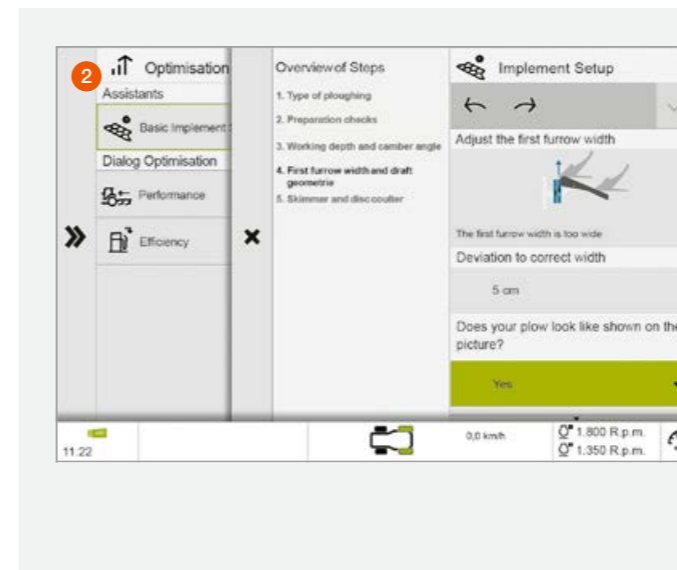 2
Optimisation
Assistants
Basic Implement
Dialog Optimisation
Performance
Efficiency
Overview of Steps
1. Type of ploughing
2. Preparation checks
3. Working depth and camber angle
4. First furrow width and draft
geometrie
5. Skimmer and disc coulter
Implement Setup
Adjust the first furrow width
The first furrow width is too wide
Deviation to correct width
5 cm
Does your plow look like shown on the
picture?
Yes
11.22
0,0 km/h
1.800 R.p.m.
1.350 R.p.m.